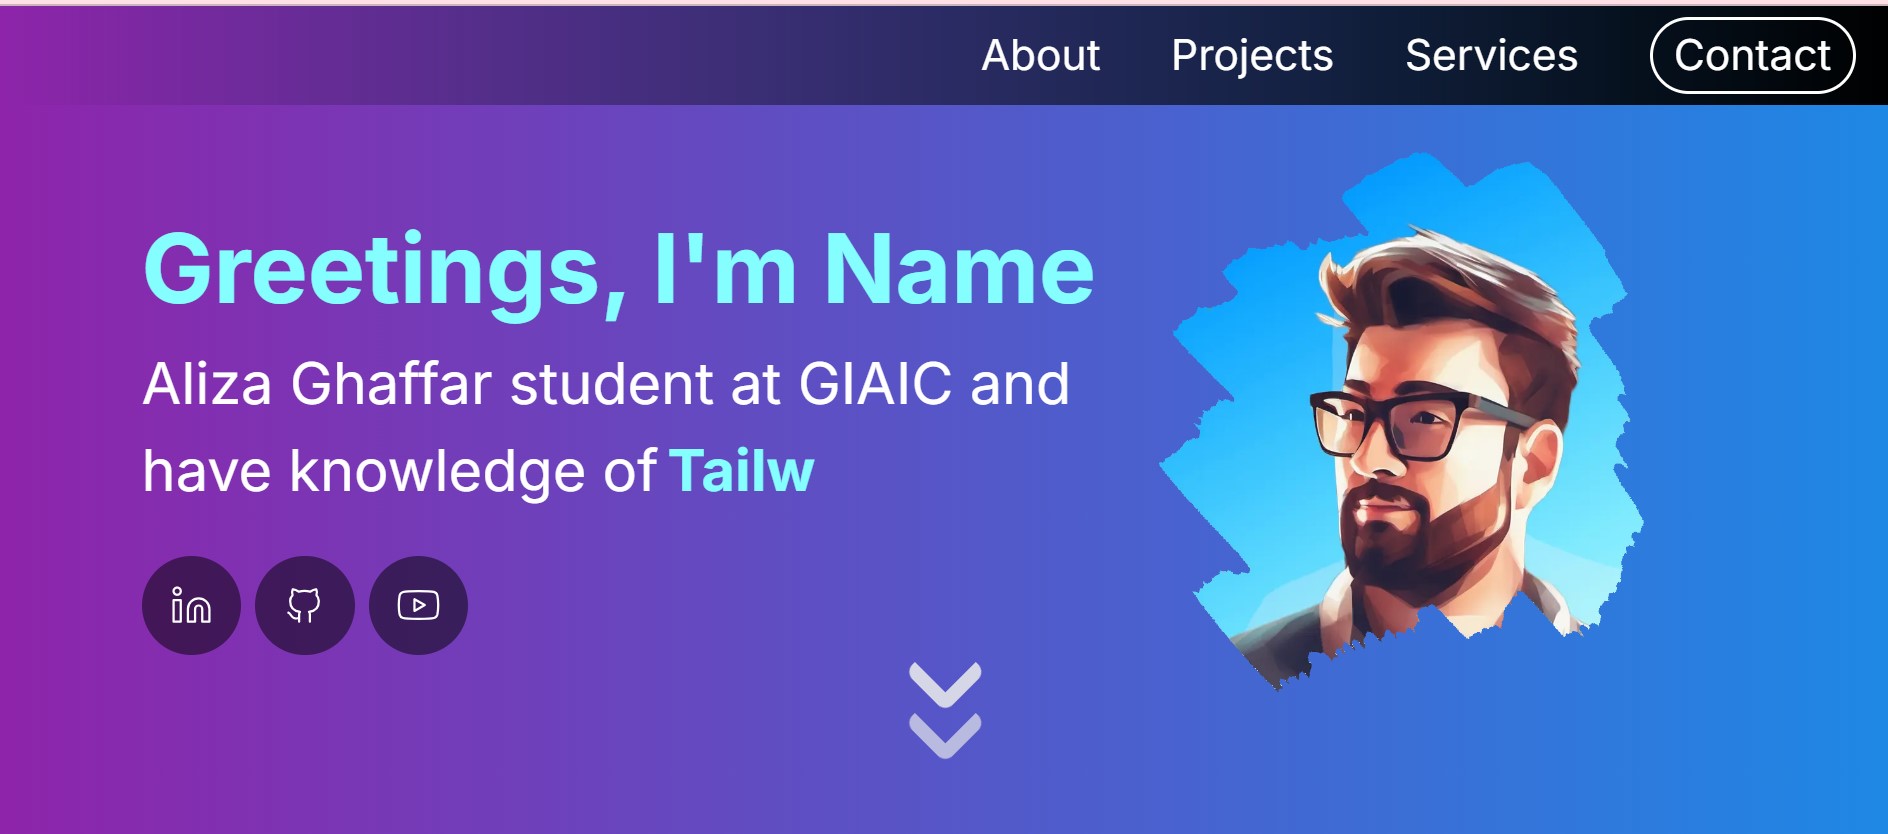 About Projects Services Contact
Greetings, I'm Name
Aliza Ghaffar student at GIAIC and
have knowledge of Tailw